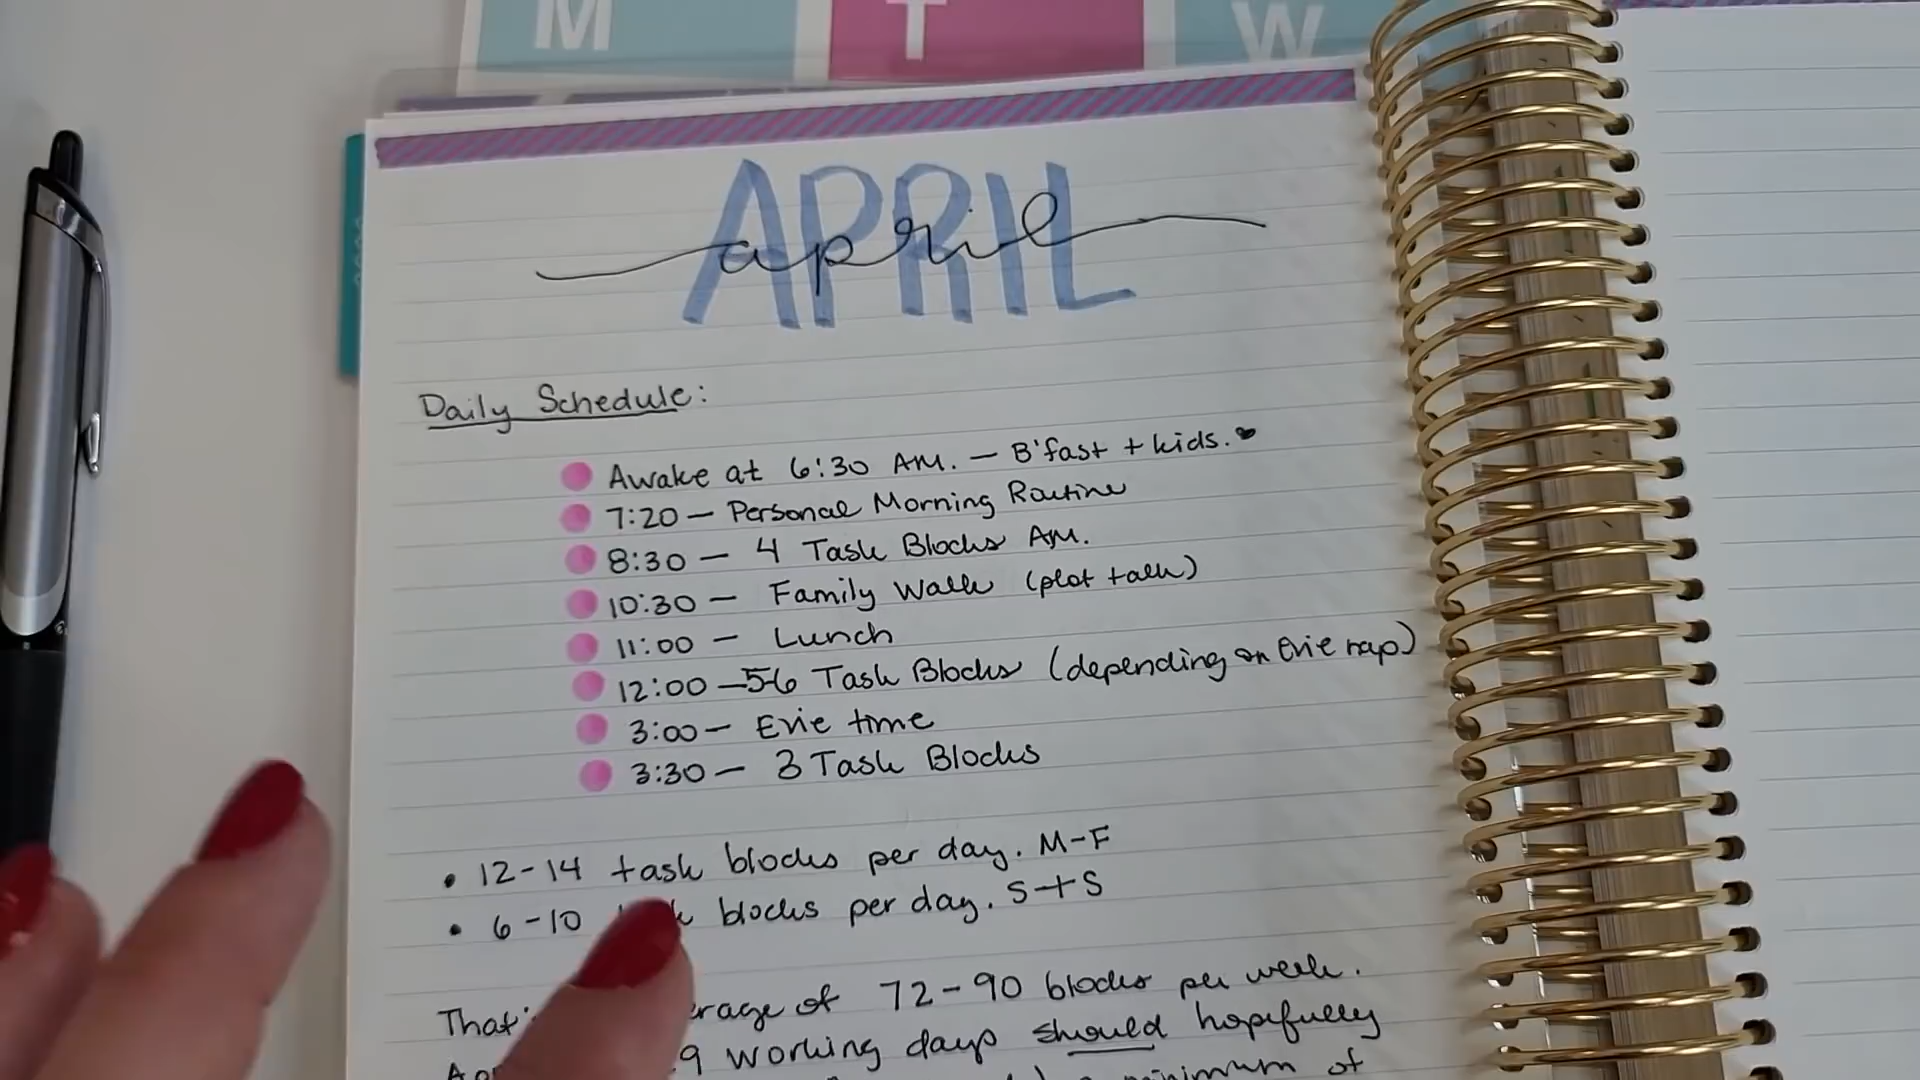 M T W
APRIL
april
Daily Schedule:
Awake at 6:30 AM. — B'fast + kids.
7:20 — Personal Morning Routine
8:30 — 4 Task Blocks AM.
10:30 — Family Walk (plot talk)
11:00 — Lunch
12:00 — 5-6 Task Blocks (depending on Evie nap)
3:00 — Evie time
3:30 — 3 Task Blocks
• 12-14 task blocks per day. M-F
• 6-10 blocks per day. S+S
of 72-90 blocks per week.
working days should hopefully
minimum of